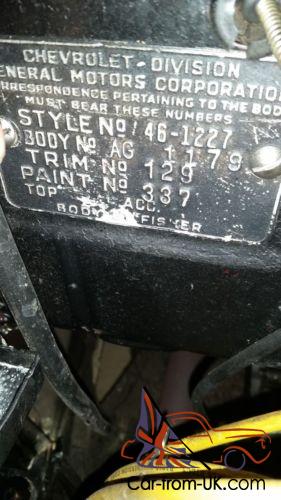 CHEVROLET-DIVISION
GENERAL MOTORS CORPORATION
CORRESPONDENCE PERTAINING TO THE BODY
MUST BEAR THESE NUMBERS
STYLE No 46-1227
BODY No AG 1179
TRIM No 129
PAINT No 337
TOP ACC.
BODY BY FISHER
car-from-uk.com